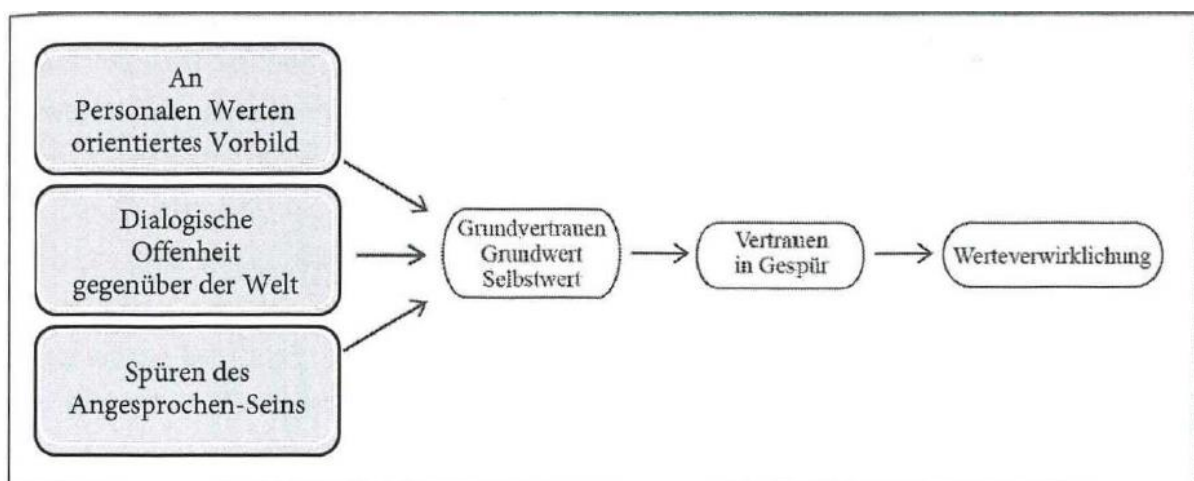 An
Personalen Werten
orientiertes Vorbild
Dialogische
Offenheit
gegenüber der Welt
Spüren des
Angesprochen-Seins
Grundvertrauen
Grundwert
Selbstwert
Vertrauen
in Gespür
Werteverwirklichung